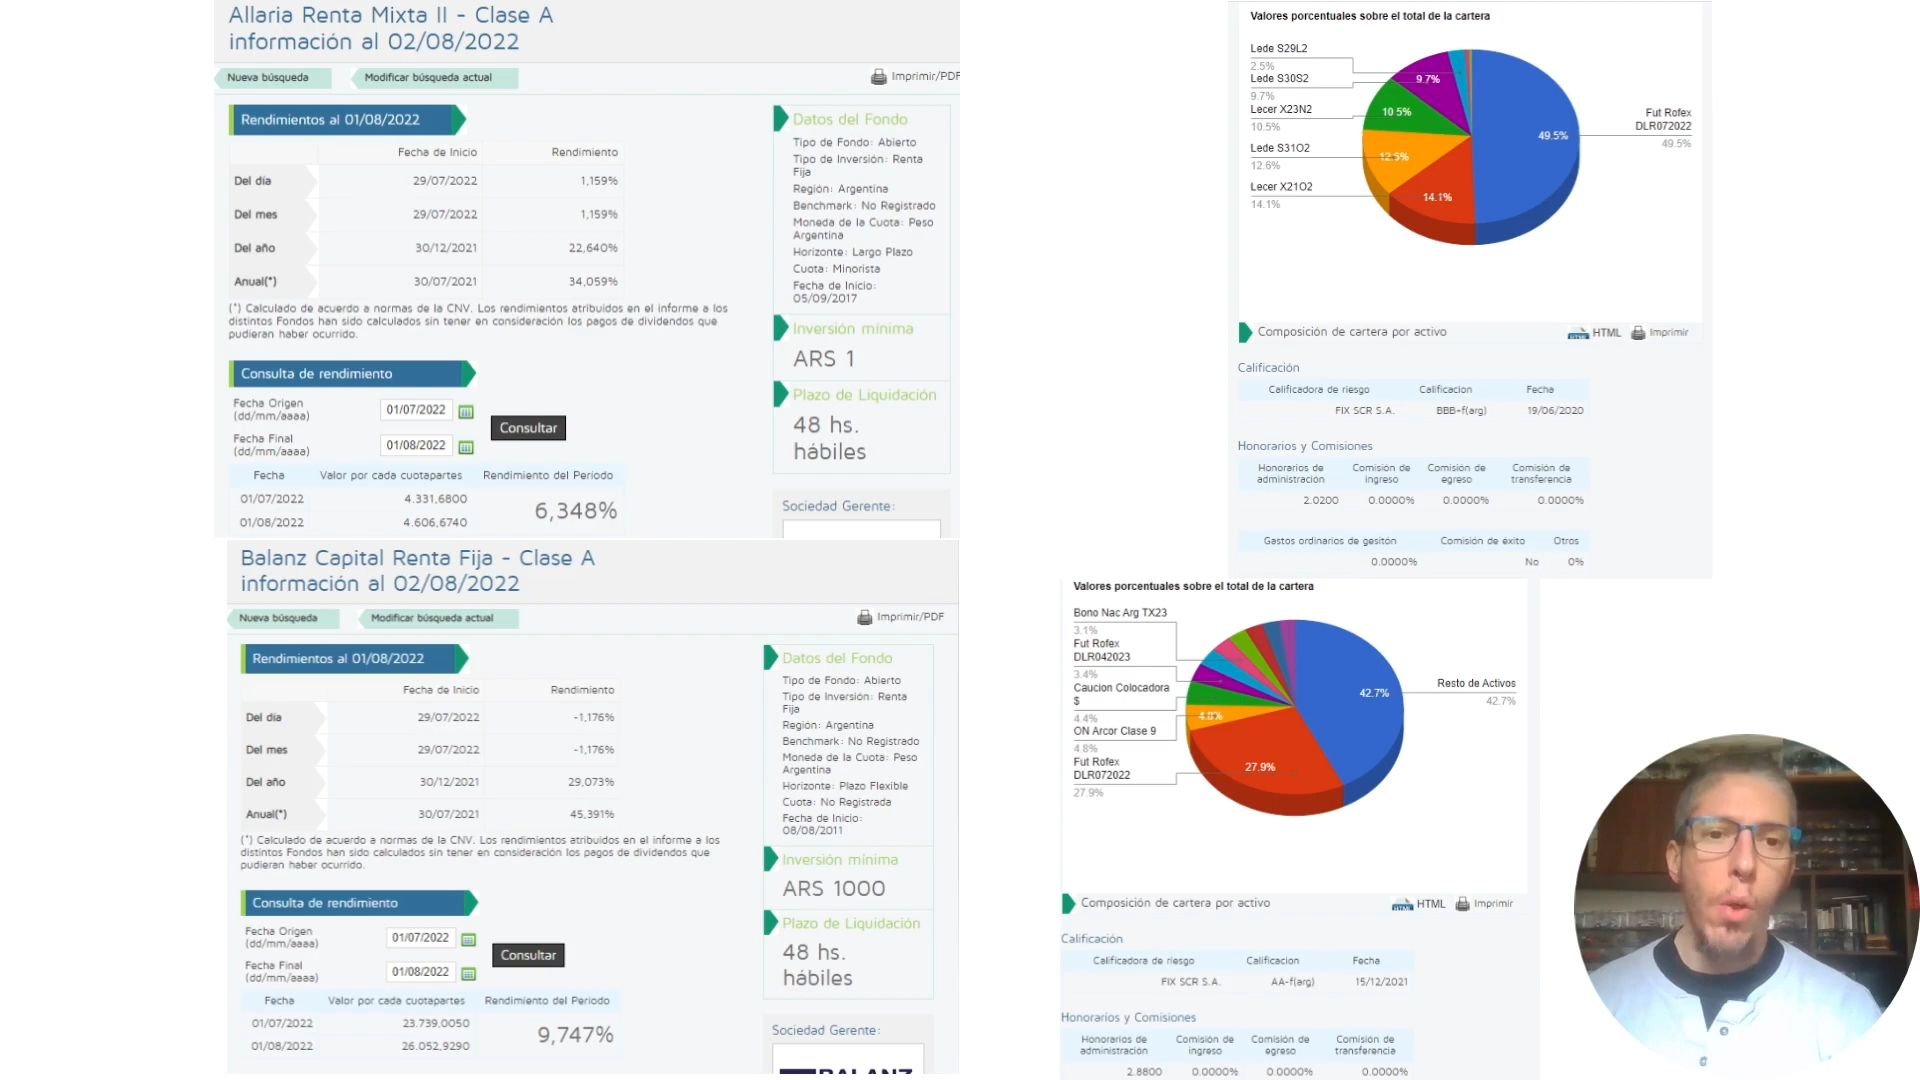 Allaria Renta Mixta II - Clase A
información al 02/08/2022
Nueva búsqueda
Modificar búsqueda actual
Imprimir/PDF
Rendimientos al 01/08/2022
Fecha de Inicio Rendimiento
Del día 29/07/2022 1,159%
Del mes 29/07/2022 1,159%
Del año 30/12/2021 22,640%
Anual(*) 30/07/2021 34,059%
(*) Calculado de acuerdo a normas de la CNV. Los rendimientos atribuidos en el informe a los
distintos Fondos han sido calculados sin tener en consideración los pagos de dividendos que
pudieran haber ocurrido.
Consulta de rendimiento
Fecha Origen
(dd/mm/aaaa)
01/07/2022
Fecha Final
(dd/mm/aaaa)
01/08/2022
Consultar
Fecha Valor por cada cuotapartes Rendimiento del Periodo
01/07/2022 4.331,6800
01/08/2022 4.606,6740
6,348%
Datos del Fondo
Tipo de Fondo: Abierto
Tipo de Inversión: Renta
Fija
Región: Argentina
Benchmark: No Registrado
Moneda de la Cuota: Peso
Argentina
Horizonte: Largo Plazo
Cuota: Minorista
Fecha de Inicio:
05/09/2017
Inversión mínima
ARS 1
Plazo de Liquidación
48 hs.
hábiles
Sociedad Gerente:
Valores porcentuales sobre el total de la cartera
Lede S29L2
2.5%
Lede S30S2
9.7%
Lecer X23N2
10.5%
Lede S31O2
12.6%
Lecer X21O2
14.1%
9.7%
10.5%
12.5%
14.1%
49.5%
Fut Rofex
DLR072022
49.5%
Composición de cartera por activo
HTML
Imprimir
Calificación
Calificadora de riesgo Calificacion Fecha
FIX SCR S.A. BBB-f(arg) 19/06/2020
Honorarios y Comisiones
Honorarios de Comisión de Comisión de Comisión de
administración ingreso egreso transferencia
2.0200 0.0000% 0.0000% 0.0000%
Gastos ordinarios de gesitón Comisión de éxito Otros
0.0000% No 0%
Balanz Capital Renta Fija - Clase A
información al 02/08/2022
Nueva búsqueda
Modificar búsqueda actual
Imprimir/PDF
Rendimientos al 01/08/2022
Fecha de Inicio Rendimiento
Del día 29/07/2022 -1,176%
Del mes 29/07/2022 -1,176%
Del año 30/12/2021 29,073%
Anual(*) 30/07/2021 45,391%
(*) Calculado de acuerdo a normas de la CNV. Los rendimientos atribuidos en el informe a los
distintos Fondos han sido calculados sin tener en consideración los pagos de dividendos que
pudieran haber ocurrido.
Consulta de rendimiento
Fecha Origen
(dd/mm/aaaa)
01/07/2022
Fecha Final
(dd/mm/aaaa)
01/08/2022
Consultar
Fecha Valor por cada cuotapartes Rendimiento del Periodo
01/07/2022 23.739,0050
01/08/2022 26.052,9290
9,747%
Datos del Fondo
Tipo de Fondo: Abierto
Tipo de Inversión: Renta
Fija
Región: Argentina
Benchmark: No Registrado
Moneda de la Cuota: Peso
Argentina
Horizonte: Plazo Flexible
Cuota: No Registrada
Fecha de Inicio:
08/08/2011
Inversión mínima
ARS 1000
Plazo de Liquidación
48 hs.
hábiles
Sociedad Gerente:
BALANZ
Valores porcentuales sobre el total de la cartera
Bono Nac Arg TX23
3.1%
Fut Rofex
DLR042023
3.4%
Caucion Colocadora
$
4.4%
ON Arcor Clase 9
4.8%
Fut Rofex
DLR072022
27.9%
4.8%
27.9%
42.7%
Resto de Activos
42.7%
Composición de cartera por activo
HTML
Imprimir
Calificación
Calificadora de riesgo Calificacion Fecha
FIX SCR S.A. AA-f(arg) 15/12/2021
Honorarios y Comisiones
Honorarios de Comisión de Comisión de Comisión de
administración ingreso egreso transferencia
2.8800 0.0000% 0.0000% 0.0000%